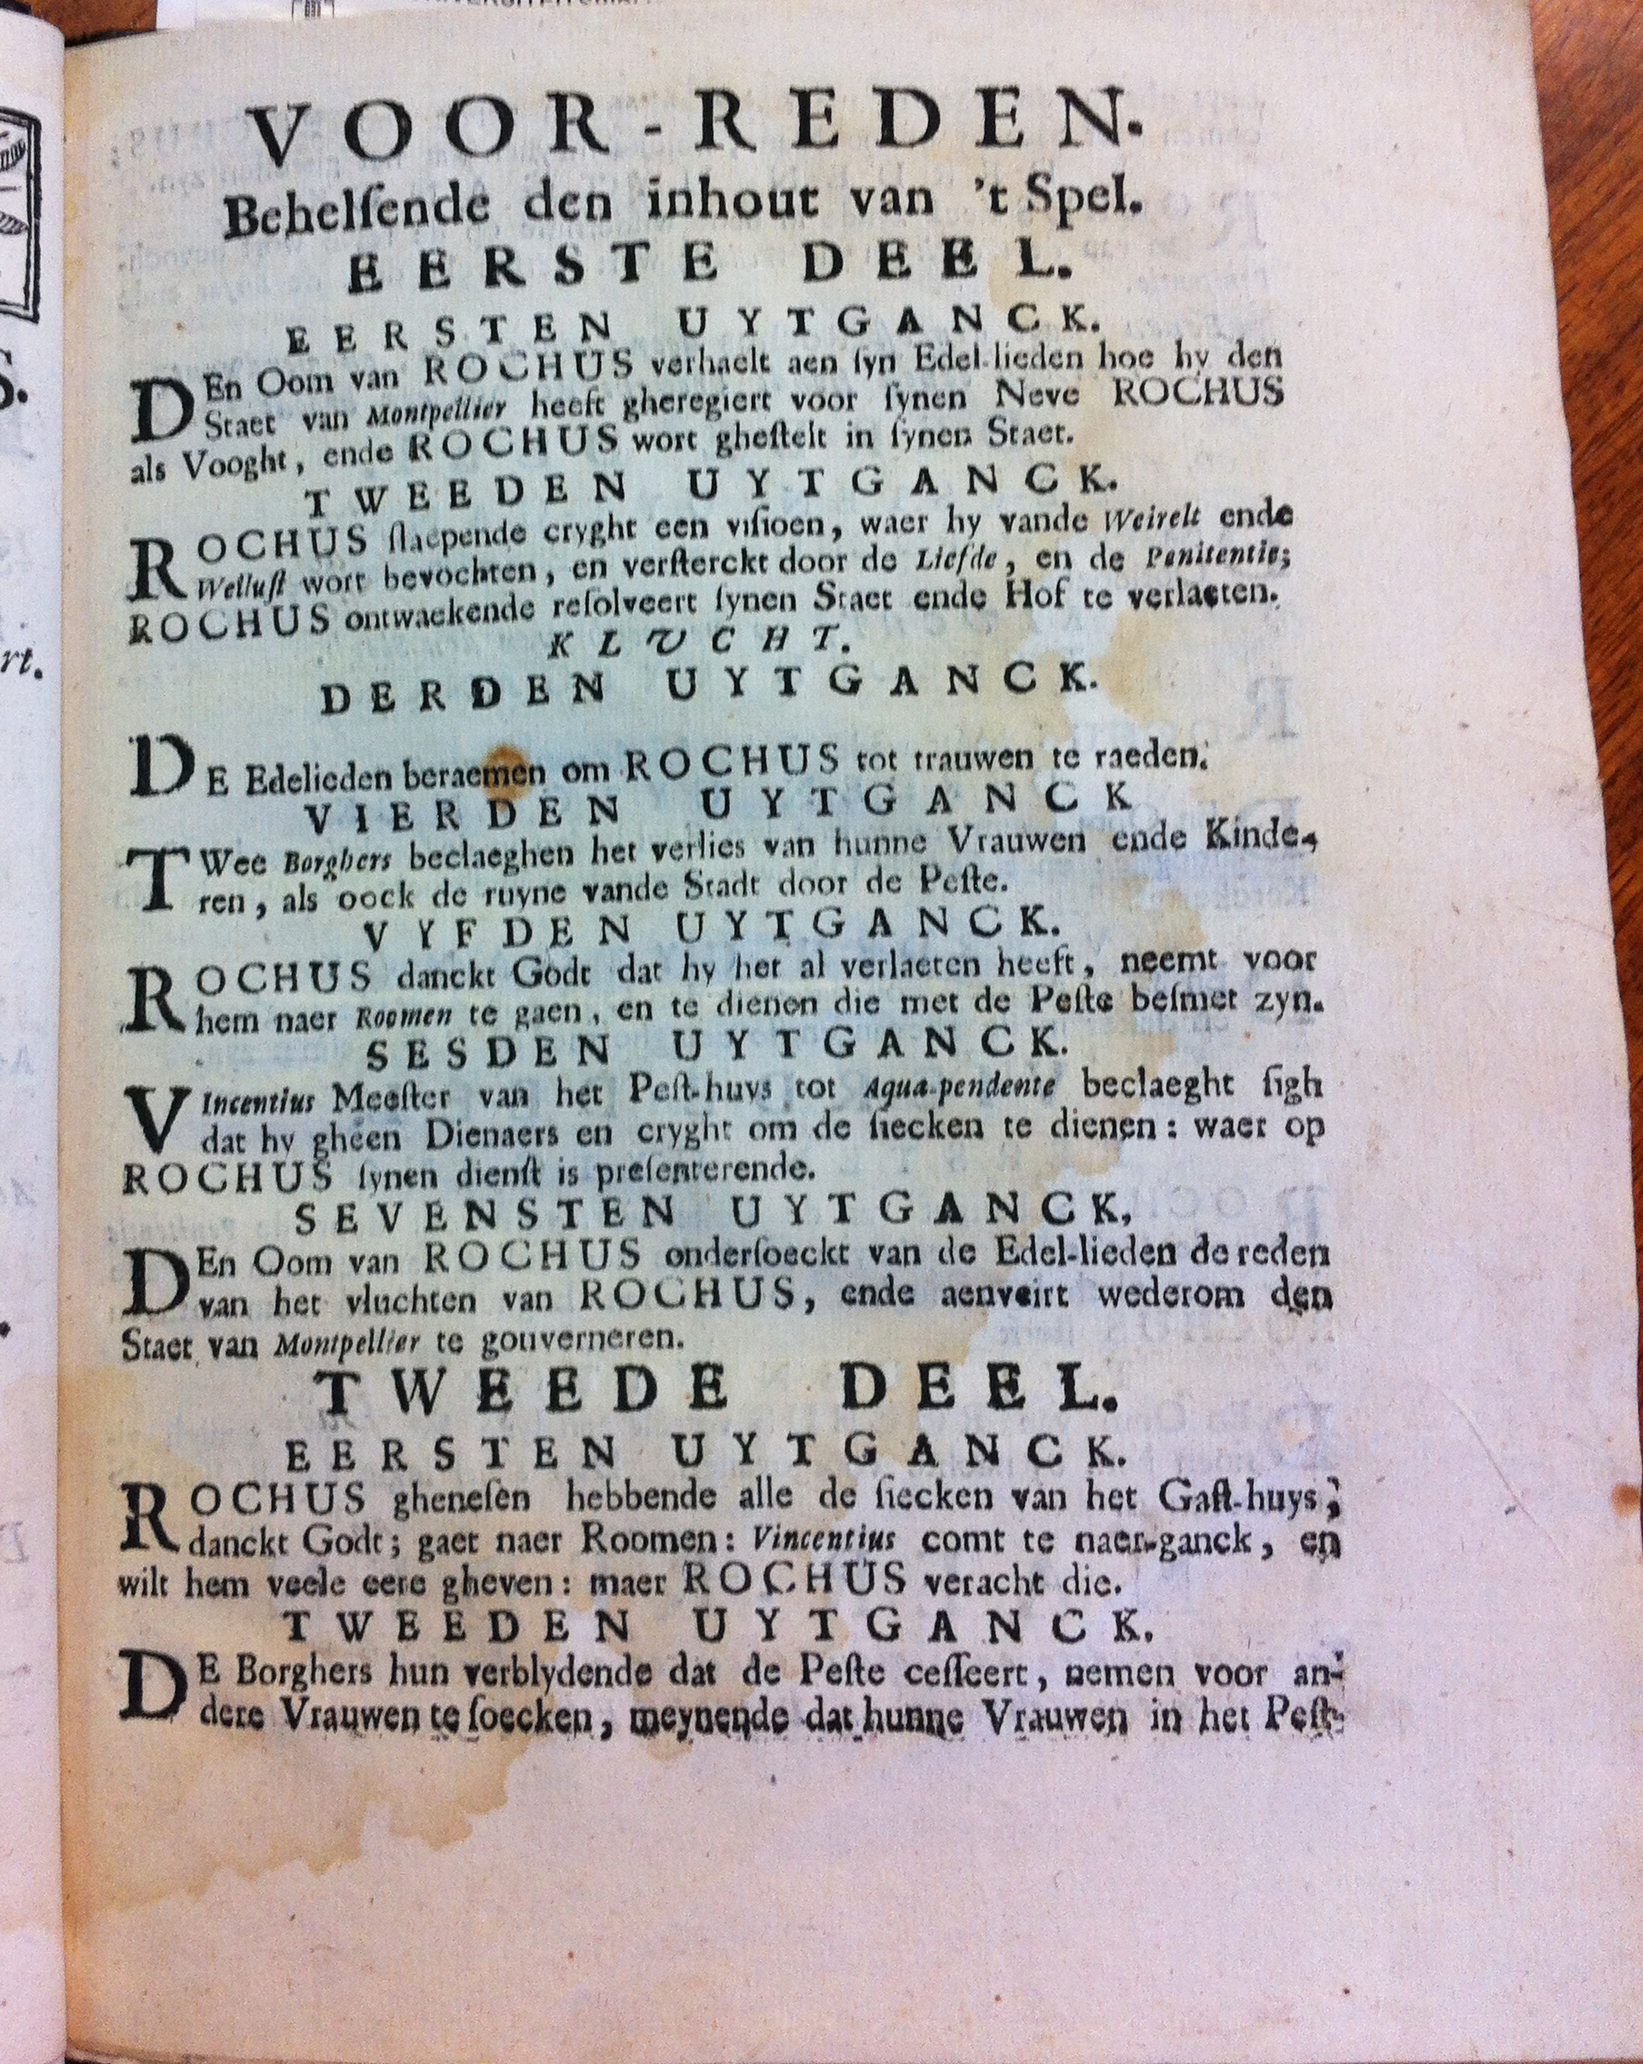 VOOR-REDEN.
Behelſende den inhout van 't Spel.
EERSTE DEEL.
EERSTEN UYTGANCK.
DEn Oom van ROCHUS verhaelt aen ſyn Edel-lieden hoe hy den
Staet van Montpellier heeft gheregiert voor ſynen Neve ROCHUS
als Vooght, ende ROCHUS wort gheſtelt in ſynen Staet.
TWEEDEN UYTGANCK.
ROCHUS ſlaepende cryght een viſioen, waer hy vande Weirelt ende
Welluſt wort bevochten, en verſterckt door de Liefde, en de Penitentie;
ROCHUS ontwaekende reſolveert ſynen Staet ende Hof te verlaeten.
KLUCHT.
DERDEN UYTGANCK.
DE Edelieden beraemen om ROCHUS tot trauwen te raeden.
VIERDEN UYTGANCK
TWee Borghers beclaeghen het verlies van hunne Vrauwen ende Kinde-
ren, als oock de ruyne vande Stadt door de Peſte.
VYFDEN UYTGANCK.
ROCHUS danckt Godt dat hy het al verlaeten heeft, neemt voor
hem naer Roomen te gaen, en te dienen die met de Peſte beſmet zyn.
SESDEN UYTGANCK.
VIncentius Meeſter van het Peſt-huys tot Aqua-pendente beclaeght ſigh
dat hy gheen Dienaers en cryght om de ſiecken te dienen: waer op
ROCHUS ſynen dienſt is preſenterende.
SEVENSTEN UYTGANCK,
DEn Oom van ROCHUS onderſoeckt van de Edel-lieden de reden
van het vluchten van ROCHUS, ende aenveirt wederom den
Staet van Montpellier te gouverneren.
TWEEDE DEEL.
EERSTEN UYTGANCK.
ROCHUS gheneſen hebbende alle de ſiecken van het Gaſt-huys;
danckt Godt; gaet naer Roomen: Vincentius comt te naer-ganck, en
wilt hem veele eere gheven: maer ROCHUS veracht die.
TWEEDEN UYTGANCK.
DE Borghers hun verblydende dat de Peſte ceſſeert, nemen voor an-
dere Vrauwen te ſoecken, meynende dat hunne Vrauwen in het Peſt-
rt.